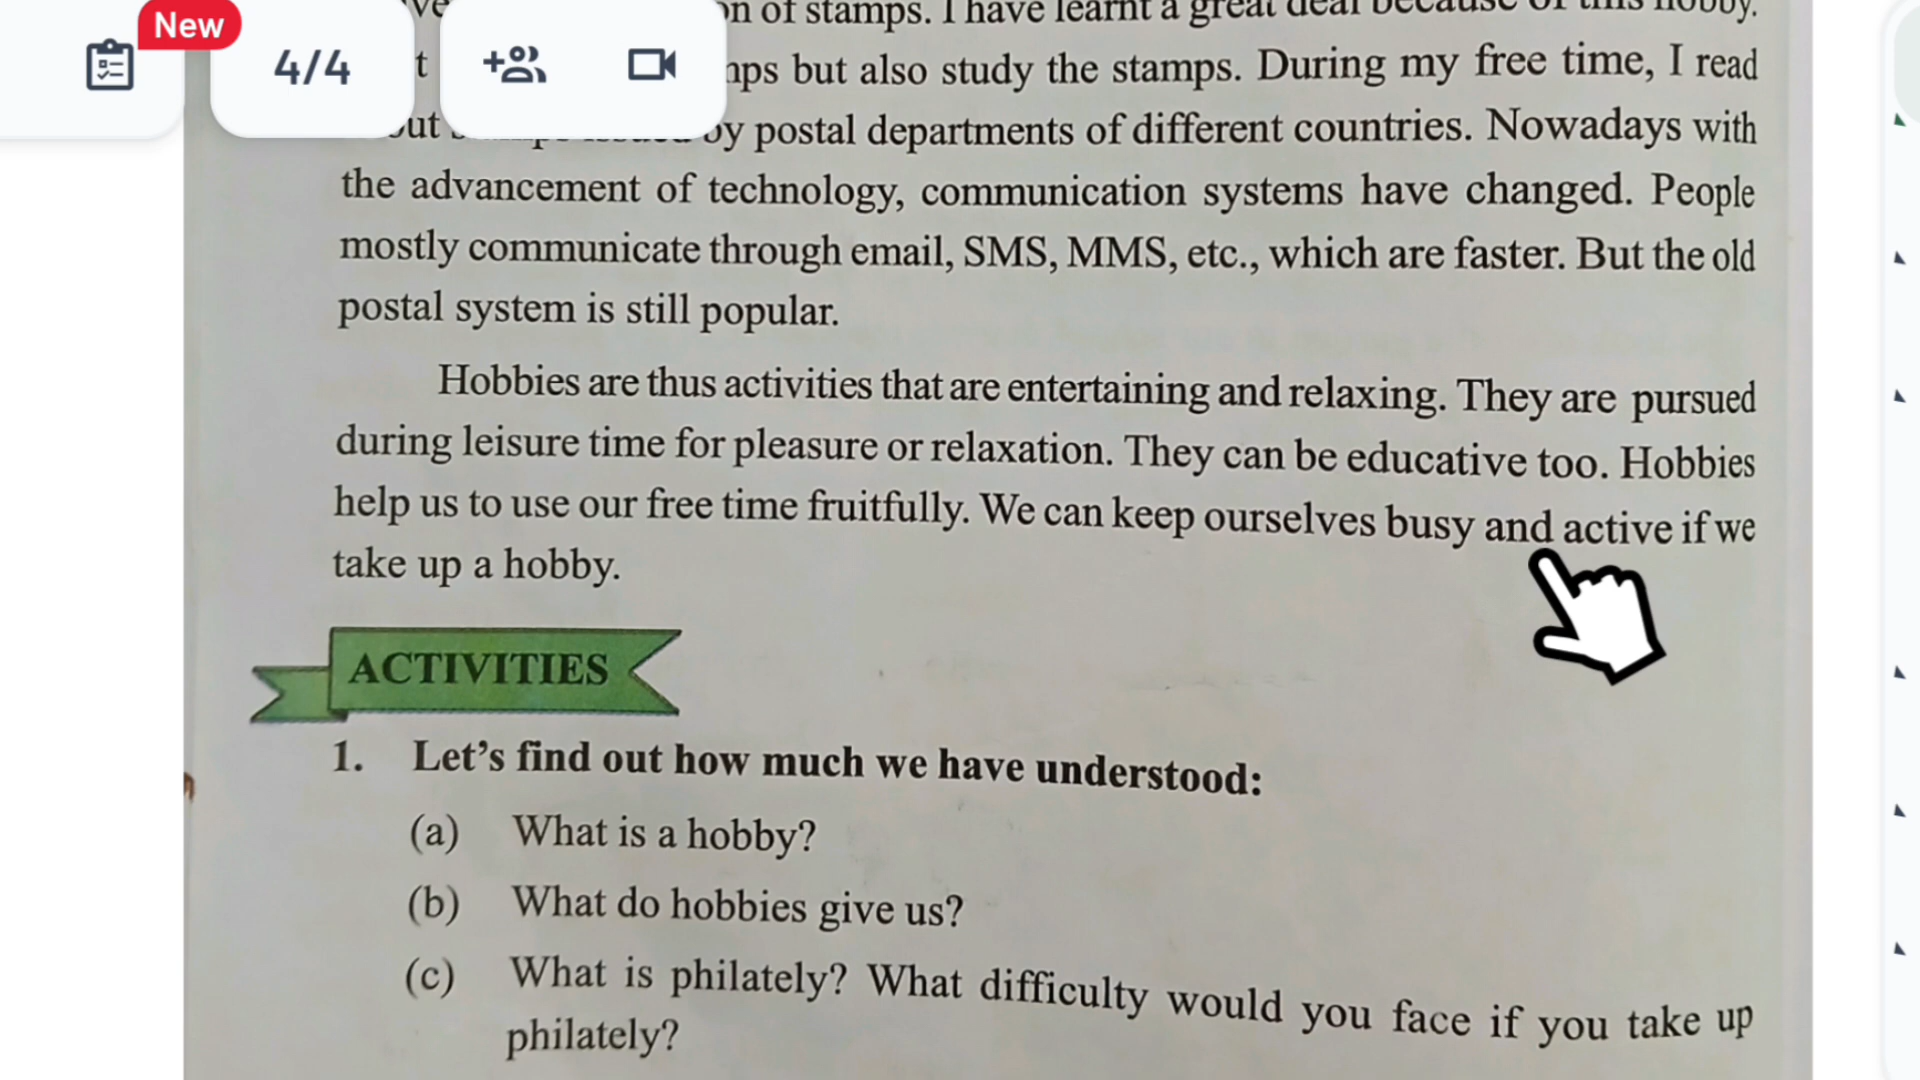 New
4/4
on of stamps. I have learnt a great deal because of this hobby.
t mps but also study the stamps. During my free time, I read
by postal departments of different countries. Nowadays with
the advancement of technology, communication systems have changed. People
mostly communicate through email, SMS, MMS, etc., which are faster. But the old
postal system is still popular.
Hobbies are thus activities that are entertaining and relaxing. They are pursued
during leisure time for pleasure or relaxation. They can be educative too. Hobbies
help us to use our free time fruitfully. We can keep ourselves busy and active if we
take up a hobby.
ACTIVITIES
1. Let's find out how much we have understood:
(a) What is a hobby?
(b) What do hobbies give us?
(c) What is philately? What difficulty would you face if you take up
philately?